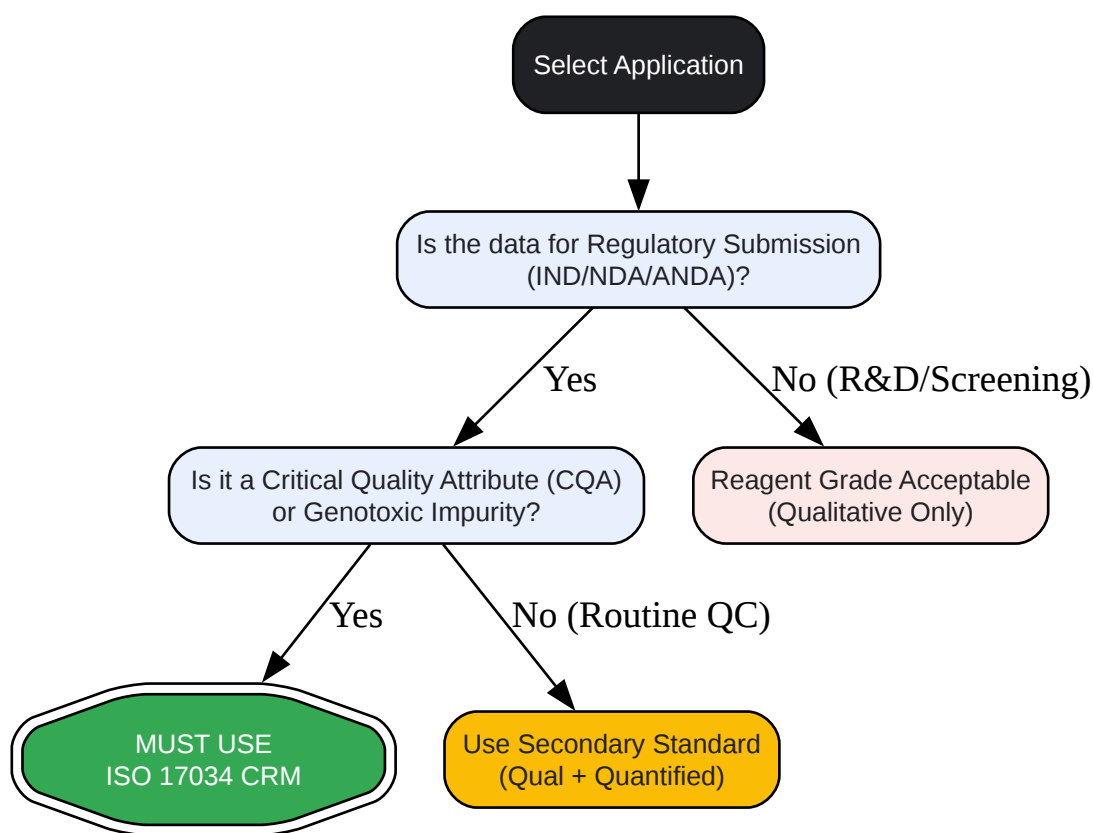 Select Application
Is the data for Regulatory Submission
(IND/NDA/ANDA)?
Yes
No (R&D/Screening)
Is it a Critical Quality Attribute (CQA)
or Genotoxic Impurity?
Reagent Grade Acceptable
(Qualitative Only)
Yes
No (Routine QC)
MUST USE
ISO 17034 CRM
Use Secondary Standard
(Qual + Quantified)